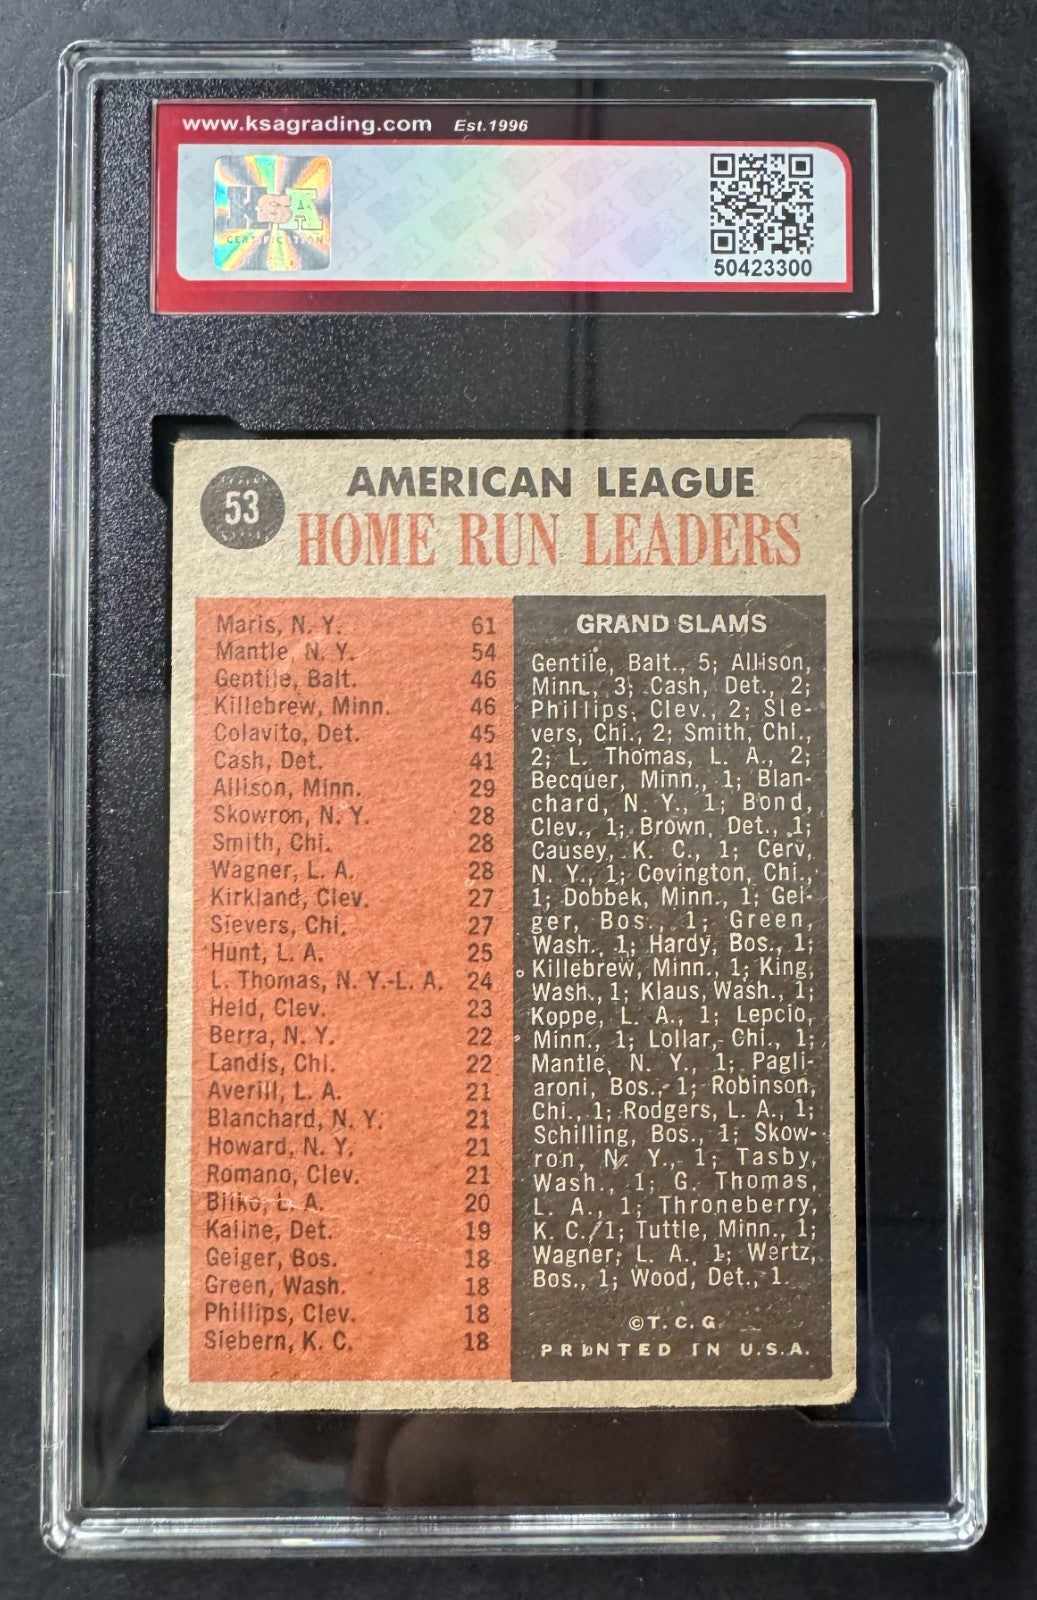 www.ksagrading.com Est.1996
KSA
CERTIFICATION
50423300
53
AMERICAN LEAGUE
HOME RUN LEADERS
Maris, N. Y. 61
Mantle, N. Y. 54
Gentile, Balt. 46
Killebrew, Minn. 46
Colavito, Det. 45
Cash, Det. 41
Allison, Minn. 29
Skowron, N. Y. 28
Smith, Chi. 28
Wagner, L. A. 28
Kirkland, Clev. 27
Sievers, Chi. 27
Hunt, L. A. 25
L. Thomas, N. Y.-L. A. 24
Held, Clev. 23
Berra, N. Y. 22
Landis, Chi. 22
Averill, L. A. 21
Blanchard, N. Y. 21
Howard, N. Y. 21
Romano, Clev. 21
Bilko, L. A. 20
Kaline, Det. 19
Geiger, Bos. 18
Green, Wash. 18
Phillips, Clev. 18
Siebern, K. C. 18
GRAND SLAMS
Gentile, Balt., 5; Allison,
Minn., 3; Cash, Det., 2;
Phillips, Clev., 2; Sie-
vers, Chi., 2; Smith, Chi.,
2; L. Thomas, L. A., 2;
Becquer, Minn., 1; Blan-
chard, N. Y., 1; Bond,
Clev., 1; Brown, Det., 1;
Causey, K. C., 1; Cerv,
N. Y., 1; Covington, Chi.,
1; Dobbek, Minn., 1; Gei-
ger, Bos., 1; Green,
Wash., 1; Hardy, Bos., 1;
Killebrew, Minn., 1; King,
Wash., 1; Klaus, Wash., 1;
Koppe, L. A., 1; Lepcio,
Minn., 1; Lollar, Chi., 1;
Mantle, N. Y., 1; Pagli-
aroni, Bos., 1; Robinson,
Chi., 1; Rodgers, L. A., 1;
Schilling, Bos., 1; Skow-
ron, N. Y., 1; Tasby,
Wash., 1; G. Thomas,
L. A., 1; Throneberry,
K. C., 1; Tuttle, Minn., 1;
Wagner, L. A., 1; Wertz,
Bos., 1; Wood, Det., 1.
©T. C. G.
PRINTED IN U.S.A.